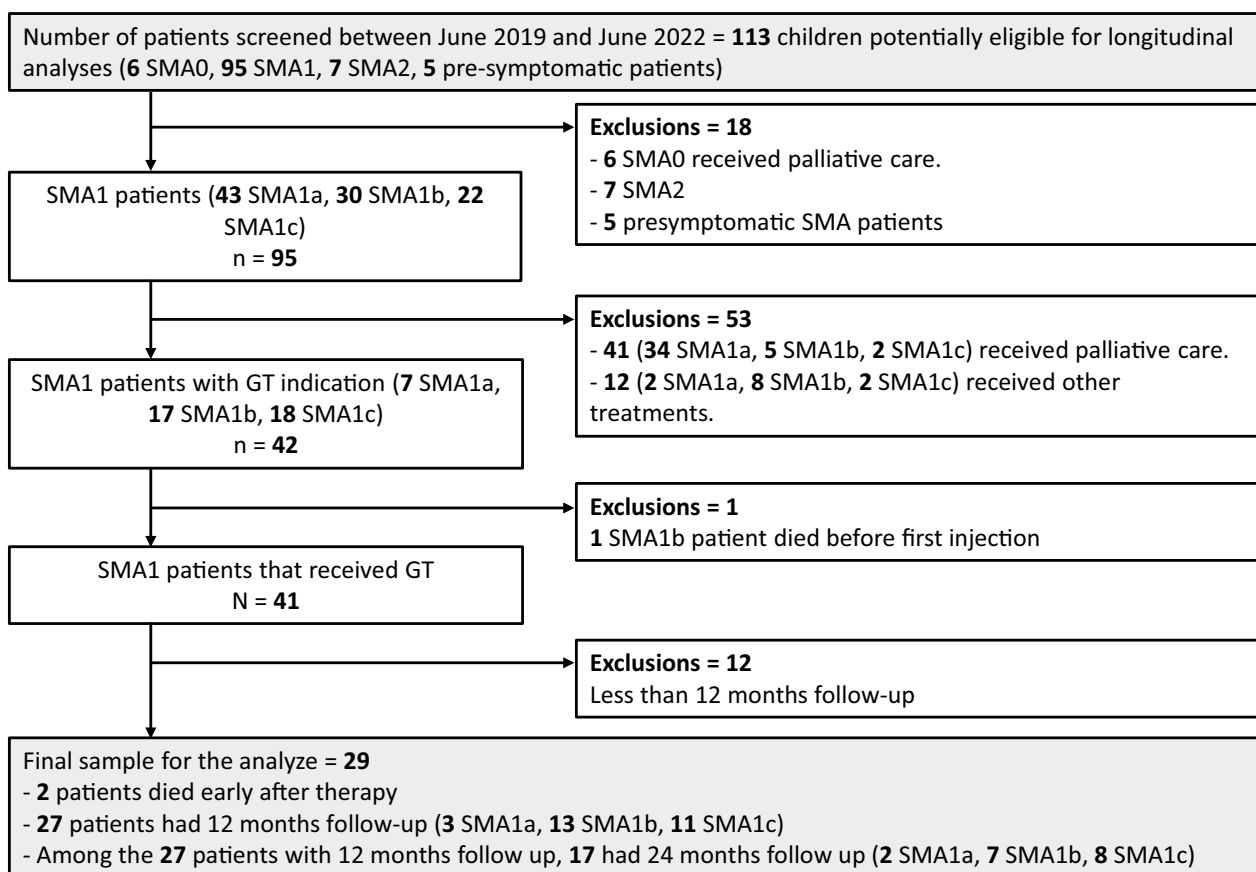 Number of patients screened between June 2019 and June 2022 = 113 children potentially eligible for longitudinal
analyses (6 SMA0, 95 SMA1, 7 SMA2, 5 pre-symptomatic patients)
Exclusions = 18
- 6 SMA0 received palliative care.
- 7 SMA2
- 5 presymptomatic SMA patients
SMA1 patients (43 SMA1a, 30 SMA1b, 22
SMA1c)
n = 95
Exclusions = 53
- 41 (34 SMA1a, 5 SMA1b, 2 SMA1c) received palliative care.
- 12 (2 SMA1a, 8 SMA1b, 2 SMA1c) received other
treatments.
SMA1 patients with GT indication (7 SMA1a,
17 SMA1b, 18 SMA1c)
n = 42
Exclusions = 1
1 SMA1b patient died before first injection
SMA1 patients that received GT
N = 41
Exclusions = 12
Less than 12 months follow-up
Final sample for the analyze = 29
- 2 patients died early after therapy
- 27 patients had 12 months follow-up (3 SMA1a, 13 SMA1b, 11 SMA1c)
- Among the 27 patients with 12 months follow up, 17 had 24 months follow up (2 SMA1a, 7 SMA1b, 8 SMA1c)